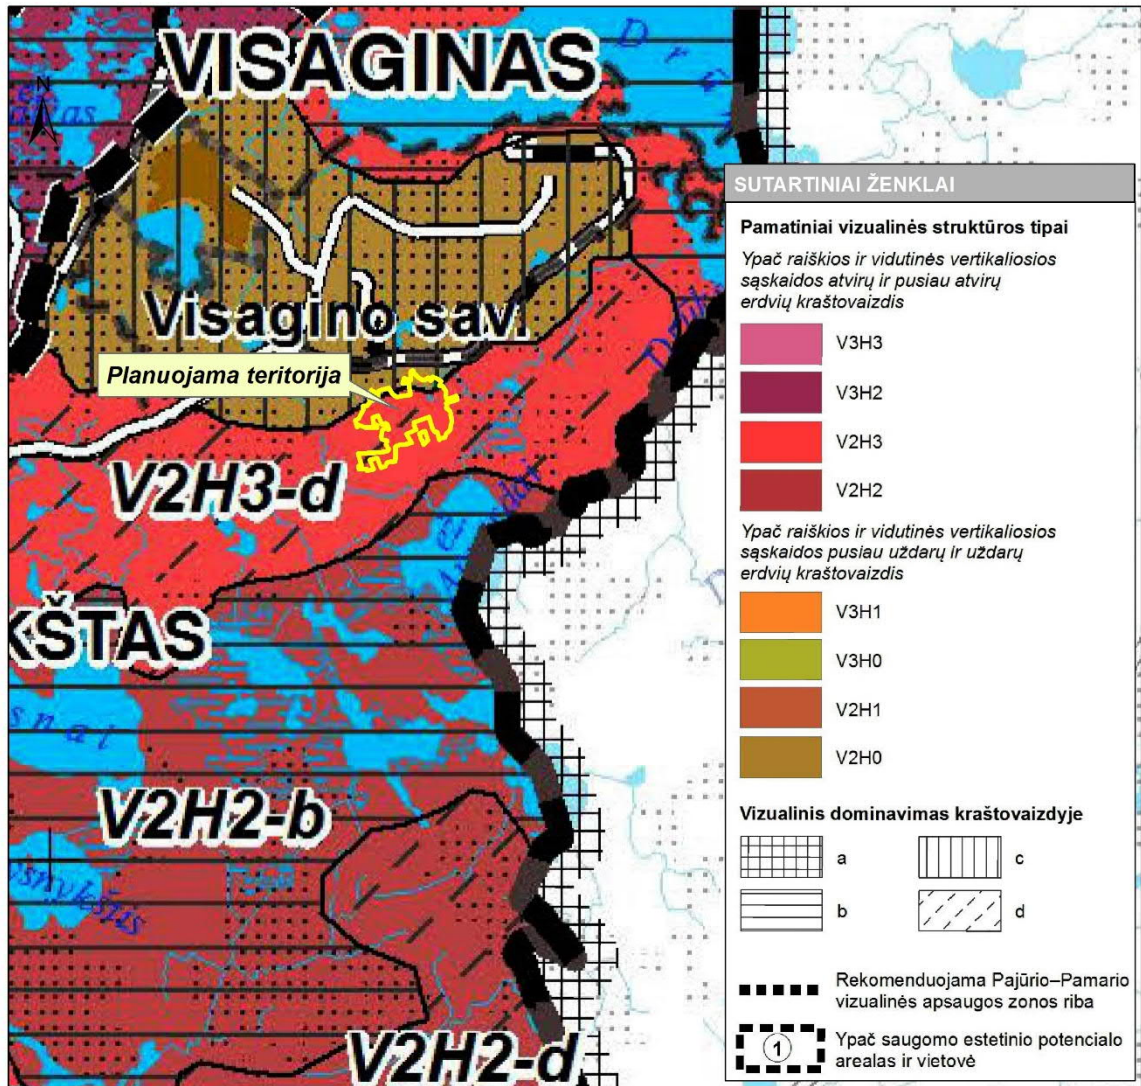 VISAGINAS
N
Visagino sav.
Planuojama teritorija
V2H3-d
KŠTAS
V2H2-b
V2H2-d
SUTARTINIAI ŽENKLAI
Pamatiniai vizualinės struktūros tipai
Ypač raiškios ir vidutinės vertikaliosios
sąskaidos atvirų ir pusiau atvirų
erdvių kraštovaizdis
V3H3
V3H2
V2H3
V2H2
Ypač raiškios ir vidutinės vertikaliosios
sąskaidos pusiau uždarų ir uždarų
erdvių kraštovaizdis
V3H1
V3H0
V2H1
V2H0
Vizualinis dominavimas kraštovaizdyje
a
c
b
d
Rekomenduojama Pajūrio–Pamario
vizualinės apsaugos zonos riba
1
Ypač saugomo estetinio potencialo
arealas ir vietovė